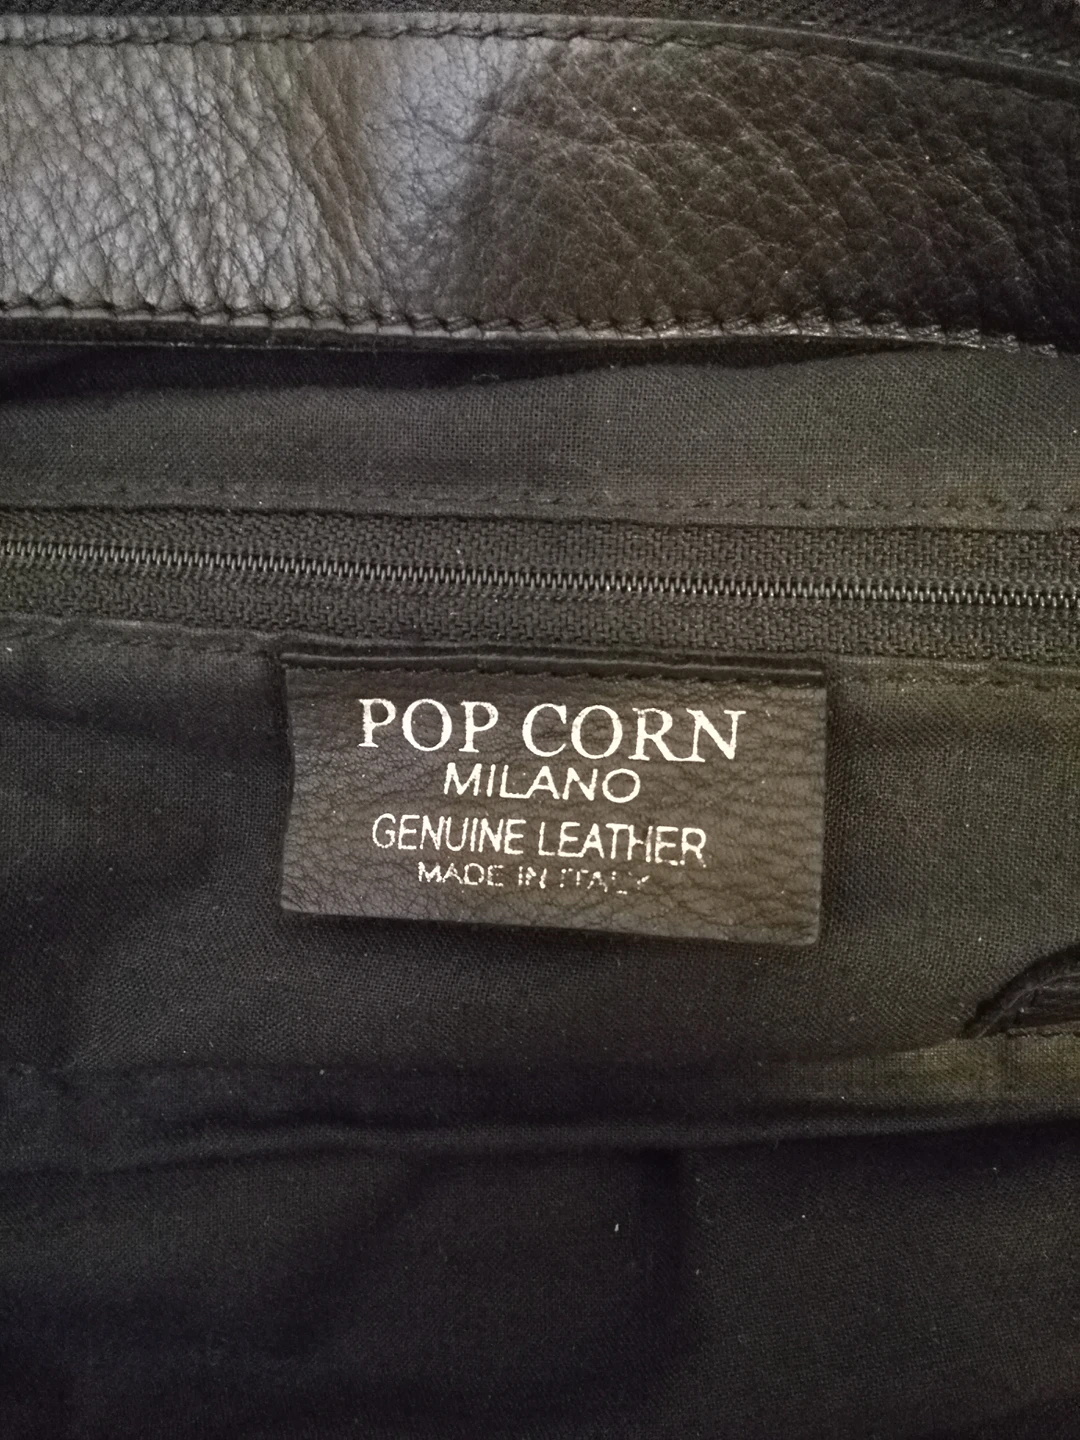 POP CORN
MILANO
GENUINE LEATHER
MADE IN ITALY